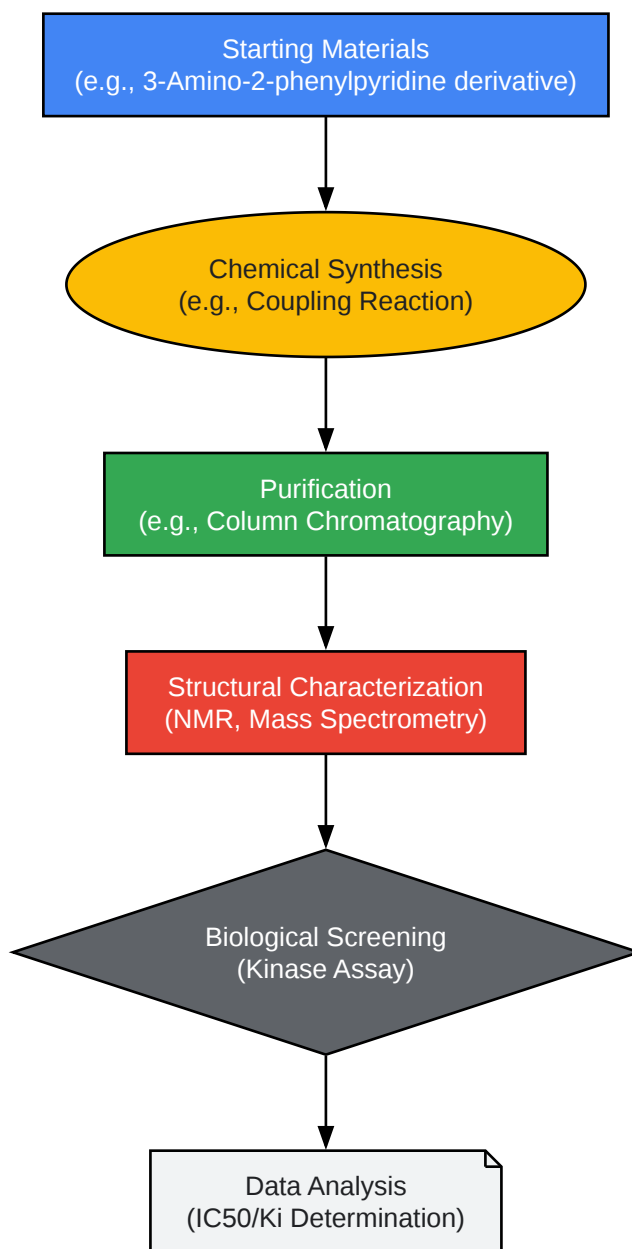 Starting Materials
(e.g., 3-Amino-2-phenylpyridine derivative)
Chemical Synthesis
(e.g., Coupling Reaction)
Purification
(e.g., Column Chromatography)
Structural Characterization
(NMR, Mass Spectrometry)
Biological Screening
(Kinase Assay)
Data Analysis
(IC50/Ki Determination)